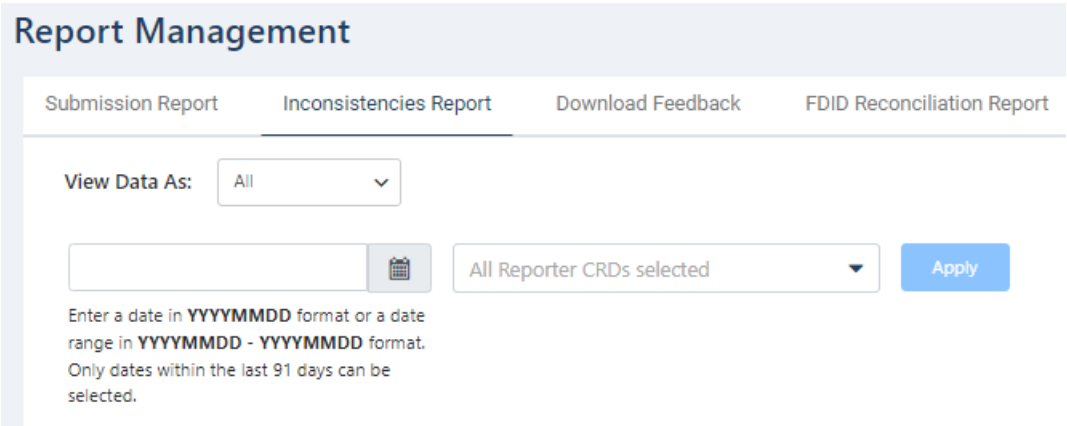 Report Management
Submission Report Inconsistencies Report Download Feedback FDID Reconciliation Report
View Data As: All
All Reporter CRDs selected Apply
Enter a date in YYYYMMDD format or a date
range in YYYYMMDD - YYYYMMDD format.
Only dates within the last 91 days can be
selected.